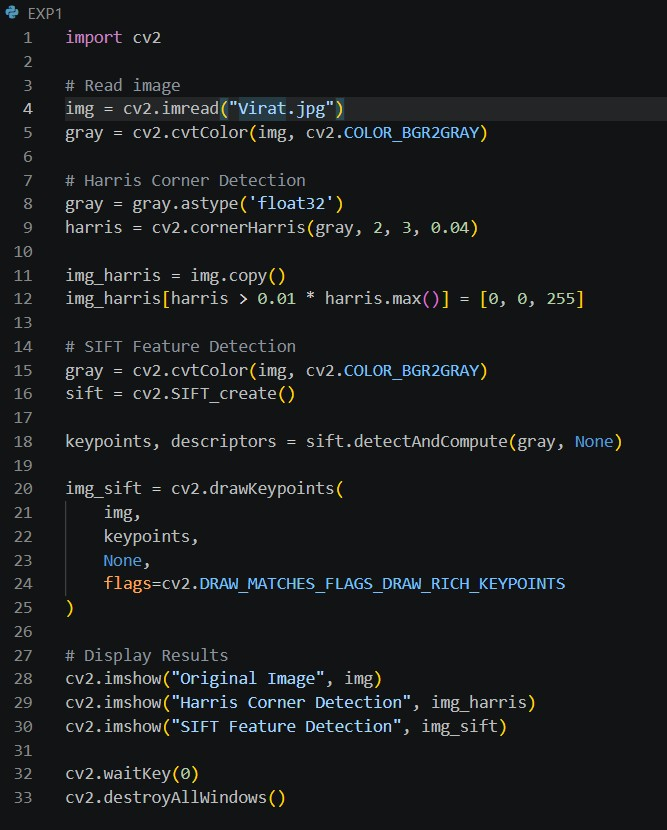 EXP1
1 import cv2
2
3 # Read image
4 img = cv2.imread("Virat.jpg")
5 gray = cv2.cvtColor(img, cv2.COLOR_BGR2GRAY)
6
7 # Harris Corner Detection
8 gray = gray.astype('float32')
9 harris = cv2.cornerHarris(gray, 2, 3, 0.04)
10
11 img_harris = img.copy()
12 img_harris[harris > 0.01 * harris.max()] = [0, 0, 255]
13
14 # SIFT Feature Detection
15 gray = cv2.cvtColor(img, cv2.COLOR_BGR2GRAY)
16 sift = cv2.SIFT_create()
17
18 keypoints, descriptors = sift.detectAndCompute(gray, None)
19
20 img_sift = cv2.drawKeypoints(
21     img,
22     keypoints,
23     None,
24     flags=cv2.DRAW_MATCHES_FLAGS_DRAW_RICH_KEYPOINTS
25 )
26
27 # Display Results
28 cv2.imshow("Original Image", img)
29 cv2.imshow("Harris Corner Detection", img_harris)
30 cv2.imshow("SIFT Feature Detection", img_sift)
31
32 cv2.waitKey(0)
33 cv2.destroyAllWindows()